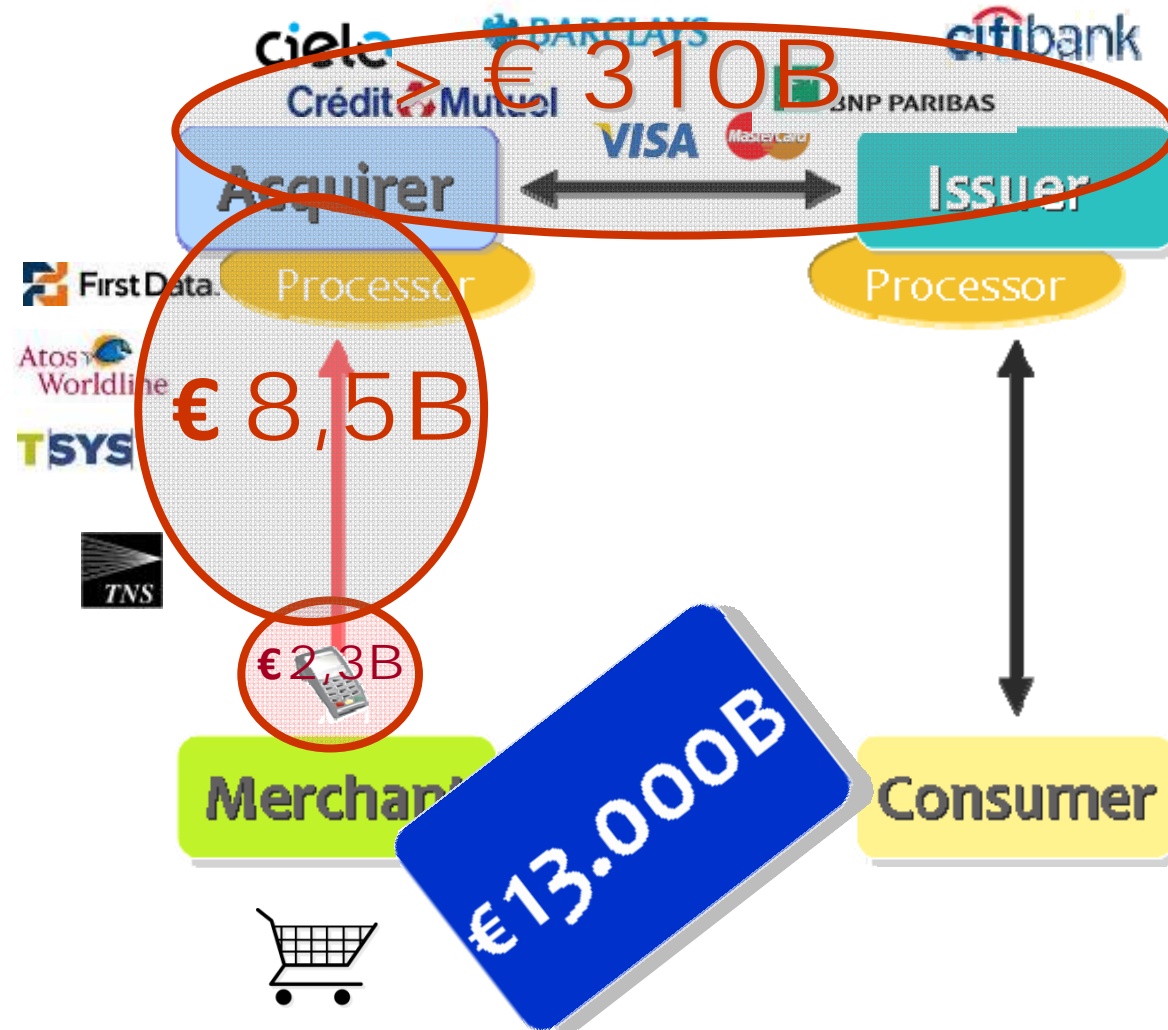 cielo
BARCLAYS
citibank
> € 310B
Crédit Mutuel
BNP PARIBAS
VISA
MasterCard
Acquirer
Issuer
First Data.
Processor
Processor
Atos
Worldline
€ 8,5B
TSYS
TNS
€ 2,3B
Merchant
€13.000B
Consumer